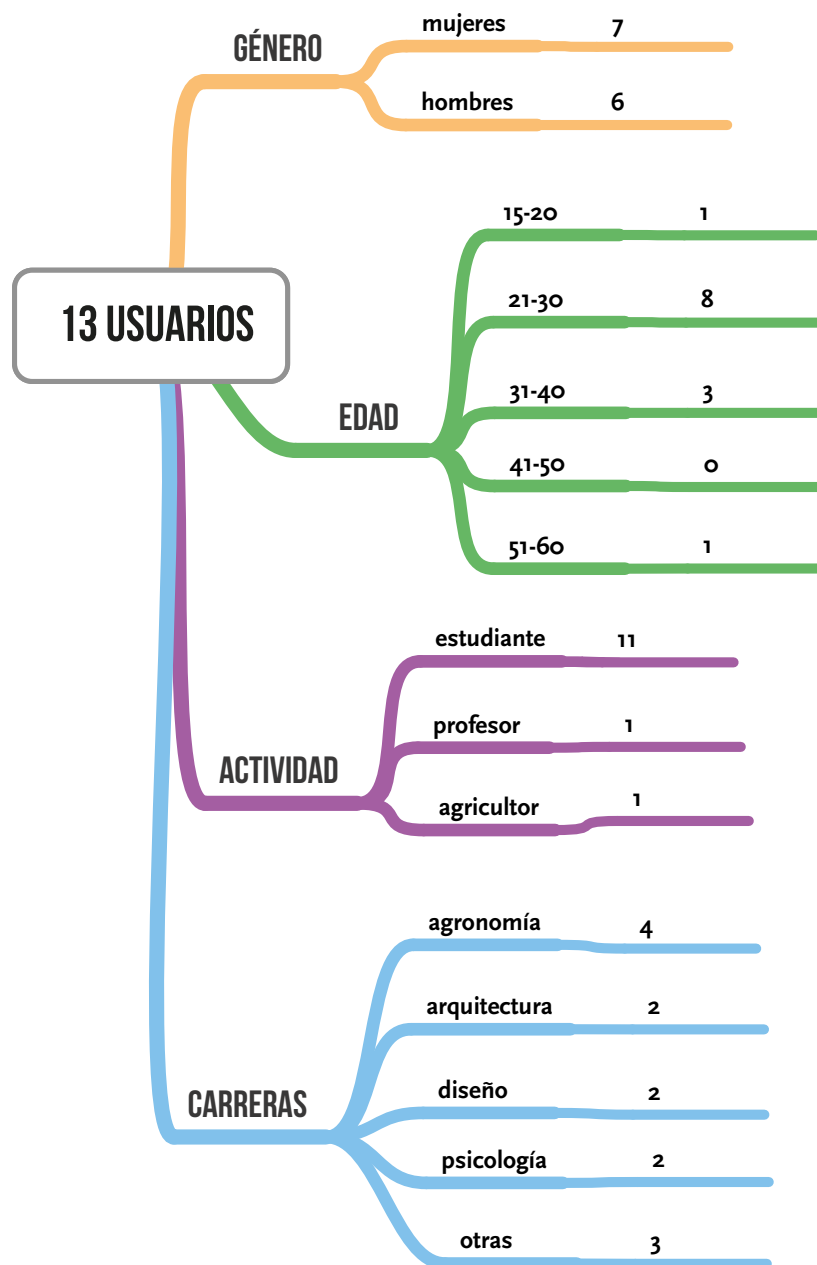 13 USUARIOS
GÉNERO
mujeres 7
hombres 6
EDAD
15-20 1
21-30 8
31-40 3
41-50 0
51-60 1
ACTIVIDAD
estudiante 11
profesor 1
agricultor 1
CARRERAS
agronomía 4
arquitectura 2
diseño 2
psicología 2
otras 3